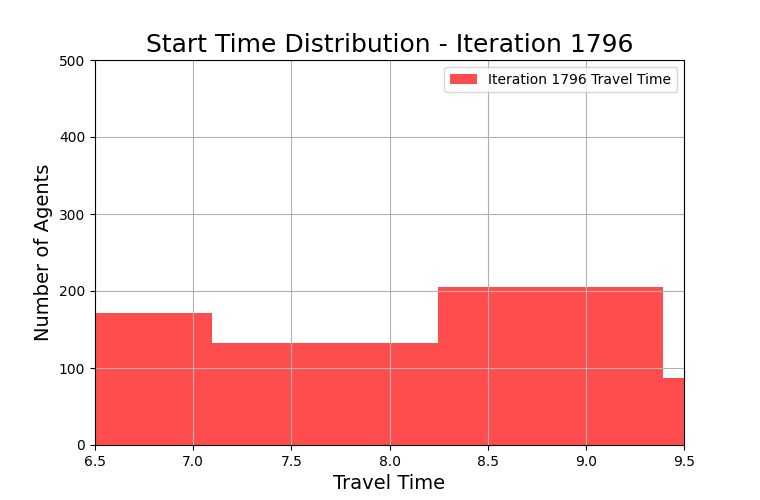 Start Time Distribution - Iteration 1796
Iteration 1796 Travel Time
Number of Agents
500
400
300
200
100
0
6.5 7.0 7.5 8.0 8.5 9.0 9.5
Travel Time